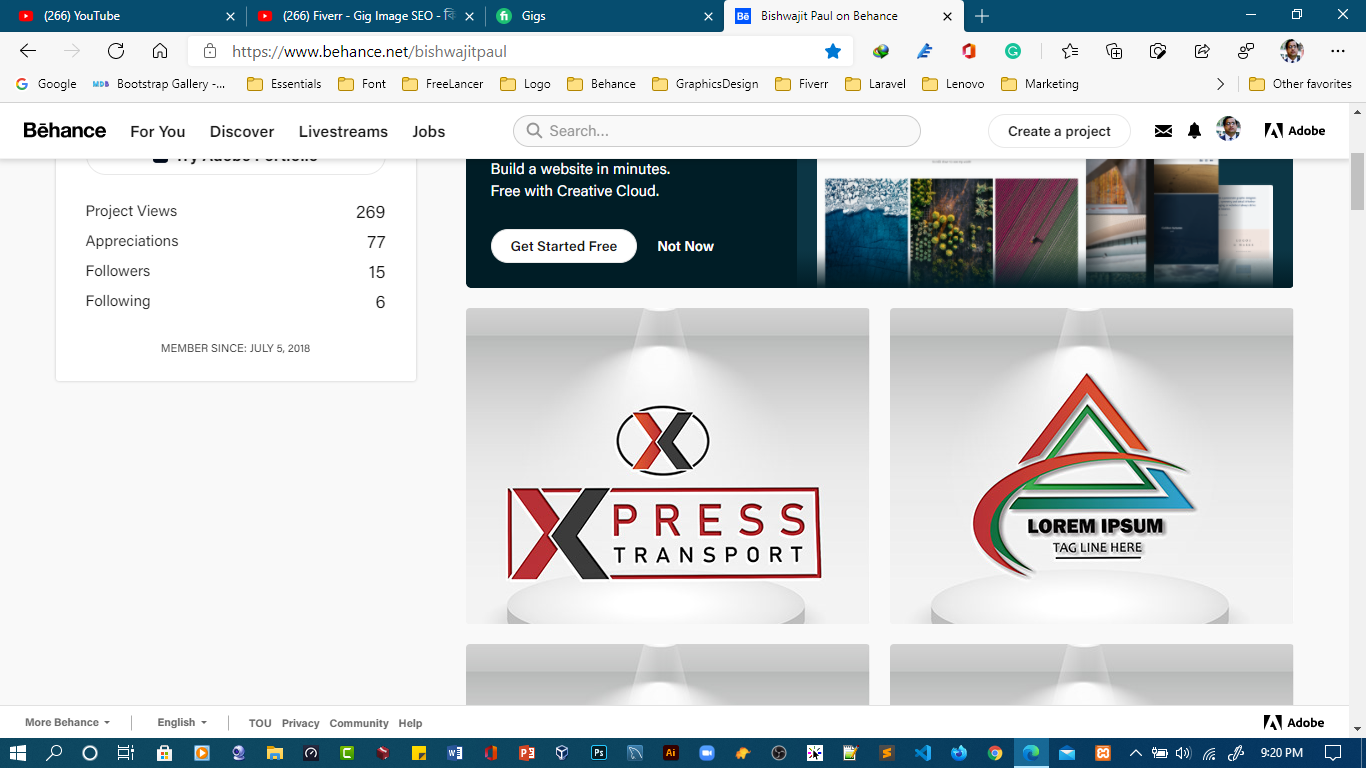 (266) YouTube
(266) Fiverr - Gig Image SEO -
Gigs
Bishwajit Paul on Behance
https://www.behance.net/bishwajitpaul
Google
MDB Bootstrap Gallery -...
Essentials
Font
FreeLancer
Logo
Behance
GraphicsDesign
Fiverr
Laravel
Lenovo
Marketing
Other favorites
Bēhance
For You
Discover
Livestreams
Jobs
Search...
Create a project
Adobe
Try Adobe Portfolio
Project Views 269
Appreciations 77
Followers 15
Following 6
MEMBER SINCE: JULY 5, 2018
Build a website in minutes.
Free with Creative Cloud.
Get Started Free
Not Now
X
XPRESS
TRANSPORT
LOREM IPSUM
TAG LINE HERE
More Behance
English
TOU Privacy Community Help
Adobe
9:20 PM